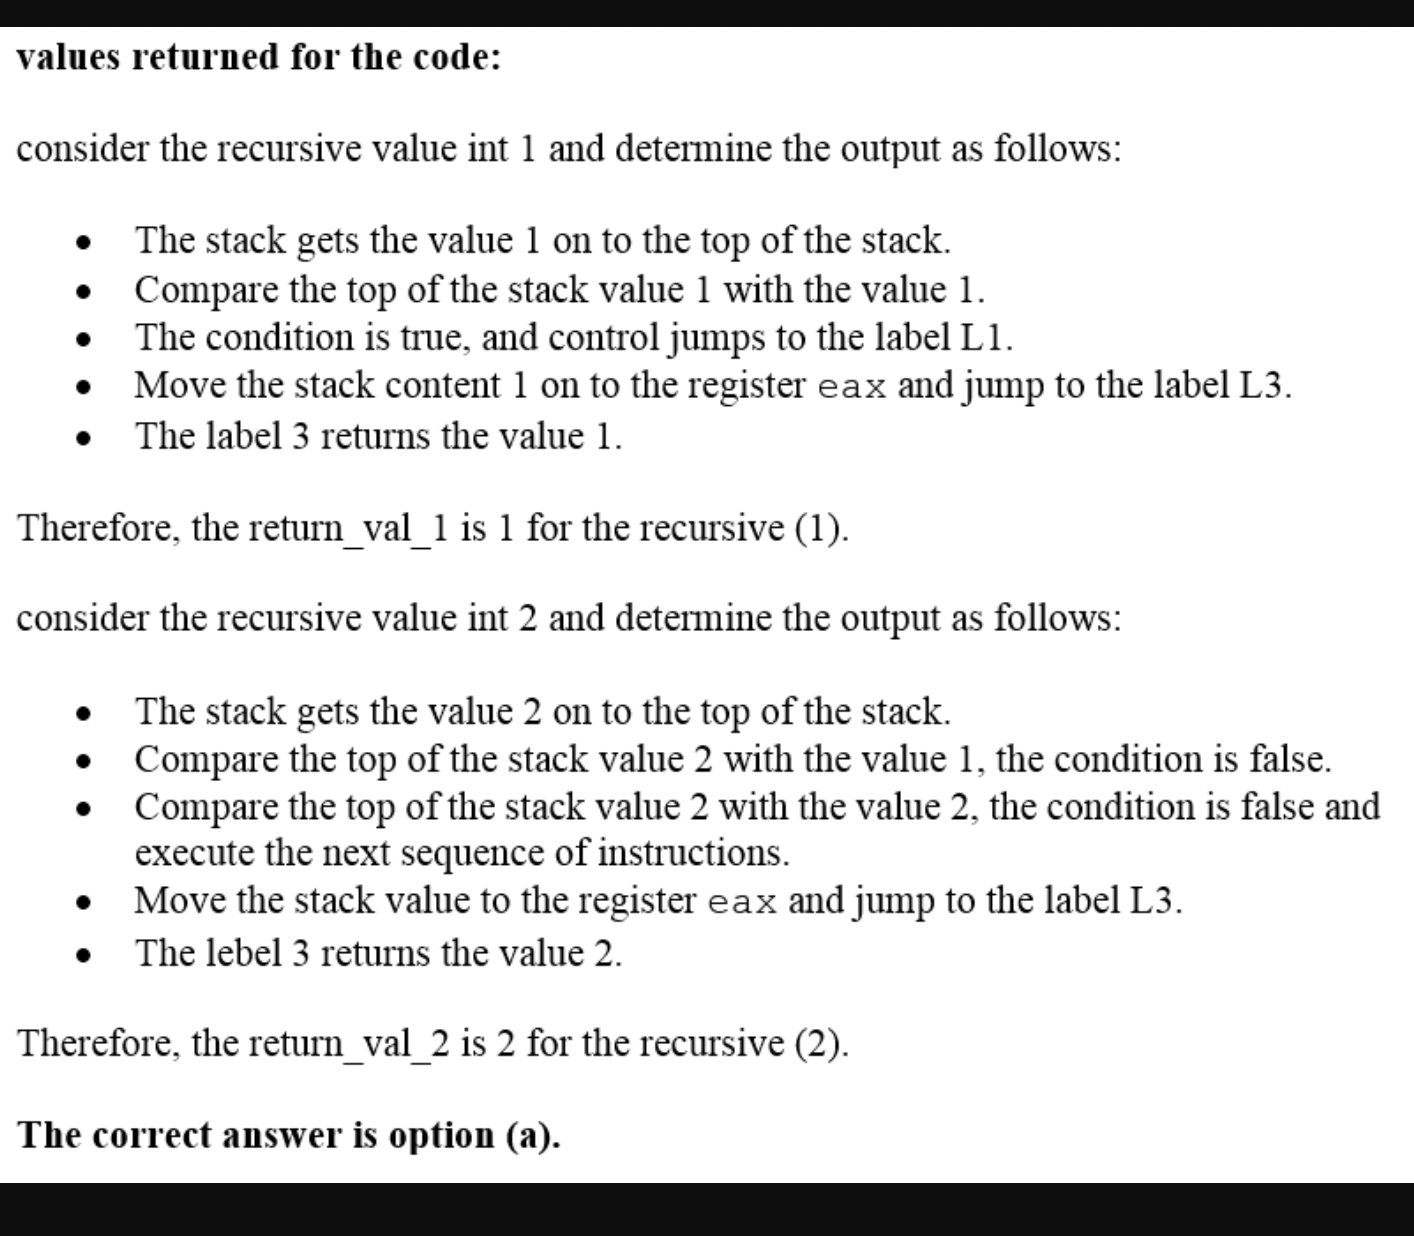 values returned for the code:
consider the recursive value int 1 and determine the output as follows:
• The stack gets the value 1 on to the top of the stack.
• Compare the top of the stack value 1 with the value 1.
• The condition is true, and control jumps to the label L1.
• Move the stack content 1 on to the register eax and jump to the label L3.
• The label 3 returns the value 1.
Therefore, the return_val_1 is 1 for the recursive (1).
consider the recursive value int 2 and determine the output as follows:
• The stack gets the value 2 on to the top of the stack.
• Compare the top of the stack value 2 with the value 1, the condition is false.
• Compare the top of the stack value 2 with the value 2, the condition is false and
execute the next sequence of instructions.
• Move the stack value to the register eax and jump to the label L3.
• The lebel 3 returns the value 2.
Therefore, the return_val_2 is 2 for the recursive (2).
The correct answer is option (a).